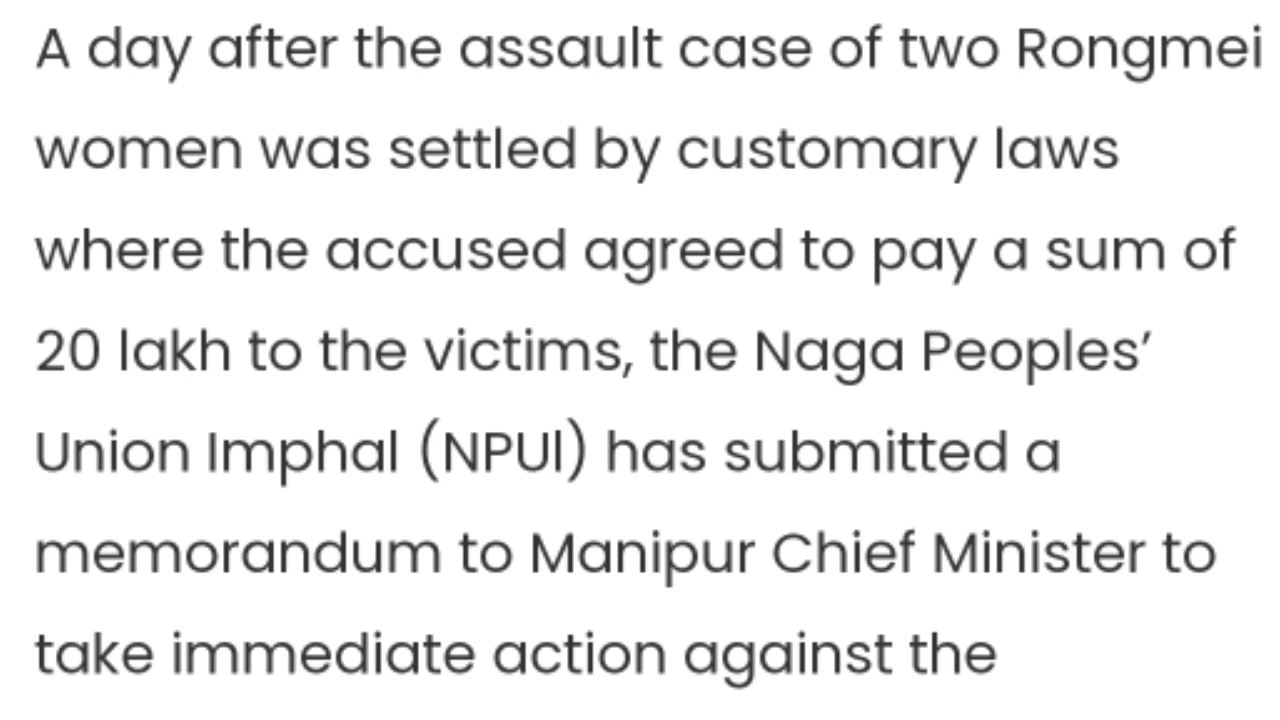 A day after the assault case of two Rongmei
women was settled by customary laws
where the accused agreed to pay a sum of
20 lakh to the victims, the Naga Peoples’
Union Imphal (NPUI) has submitted a
memorandum to Manipur Chief Minister to
take immediate action against the